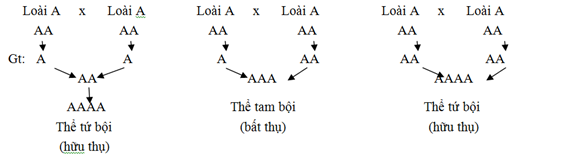 Loài A x Loài A Loài A x Loài A Loài A x Loài A
AA AA AA AA AA AA
Gt: A A A AA AA AA
AA AAA AAAA
AAAA Thể tam bội Thể tứ bội
Thể tứ bội (bất thụ) (hữu thụ)
(hữu thụ)